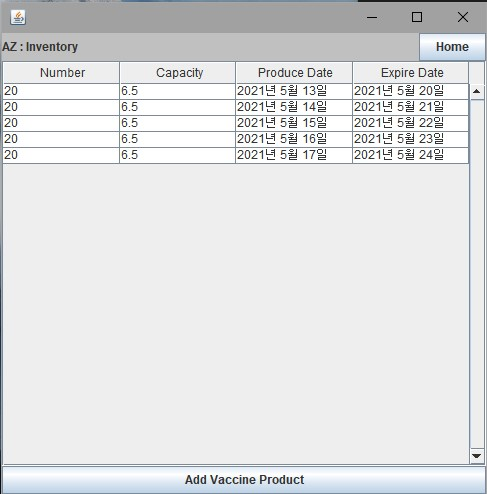 AZ : Inventory Home
Number Capacity Produce Date Expire Date
20 6.5 2021년 5월 13일 2021년 5월 20일
20 6.5 2021년 5월 14일 2021년 5월 21일
20 6.5 2021년 5월 15일 2021년 5월 22일
20 6.5 2021년 5월 16일 2021년 5월 23일
20 6.5 2021년 5월 17일 2021년 5월 24일
Add Vaccine Product